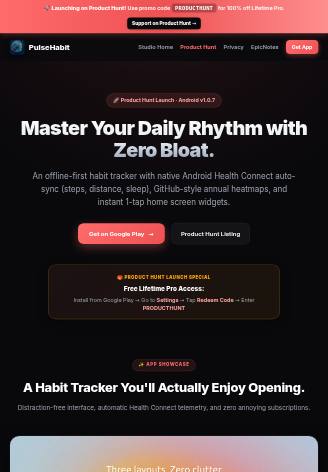 🚀 Launching on Product Hunt! Use promo code PRODUCTHUNT for 100% off Lifetime Pro.
Support on Product Hunt →
PulseHabit
Studio Home Product Hunt Privacy EpicNotes Get App
🚀 Product Hunt Launch · Android v1.0.7
Master Your Daily Rhythm with
Zero Bloat.
An offline-first habit tracker with native Android Health Connect auto-
sync (steps, distance, sleep), GitHub-style annual heatmaps, and
instant 1-tap home screen widgets.
Get on Google Play → Product Hunt Listing
🎁 PRODUCT HUNT LAUNCH SPECIAL
Free Lifetime Pro Access:
Install from Google Play → Go to Settings → Tap Redeem Code → Enter
PRODUCTHUNT
✨ APP SHOWCASE
A Habit Tracker You'll Actually Enjoy Opening.
Distraction-free interface, automatic Health Connect telemetry, and zero annoying subscriptions.
Three layouts. Zero clutter.